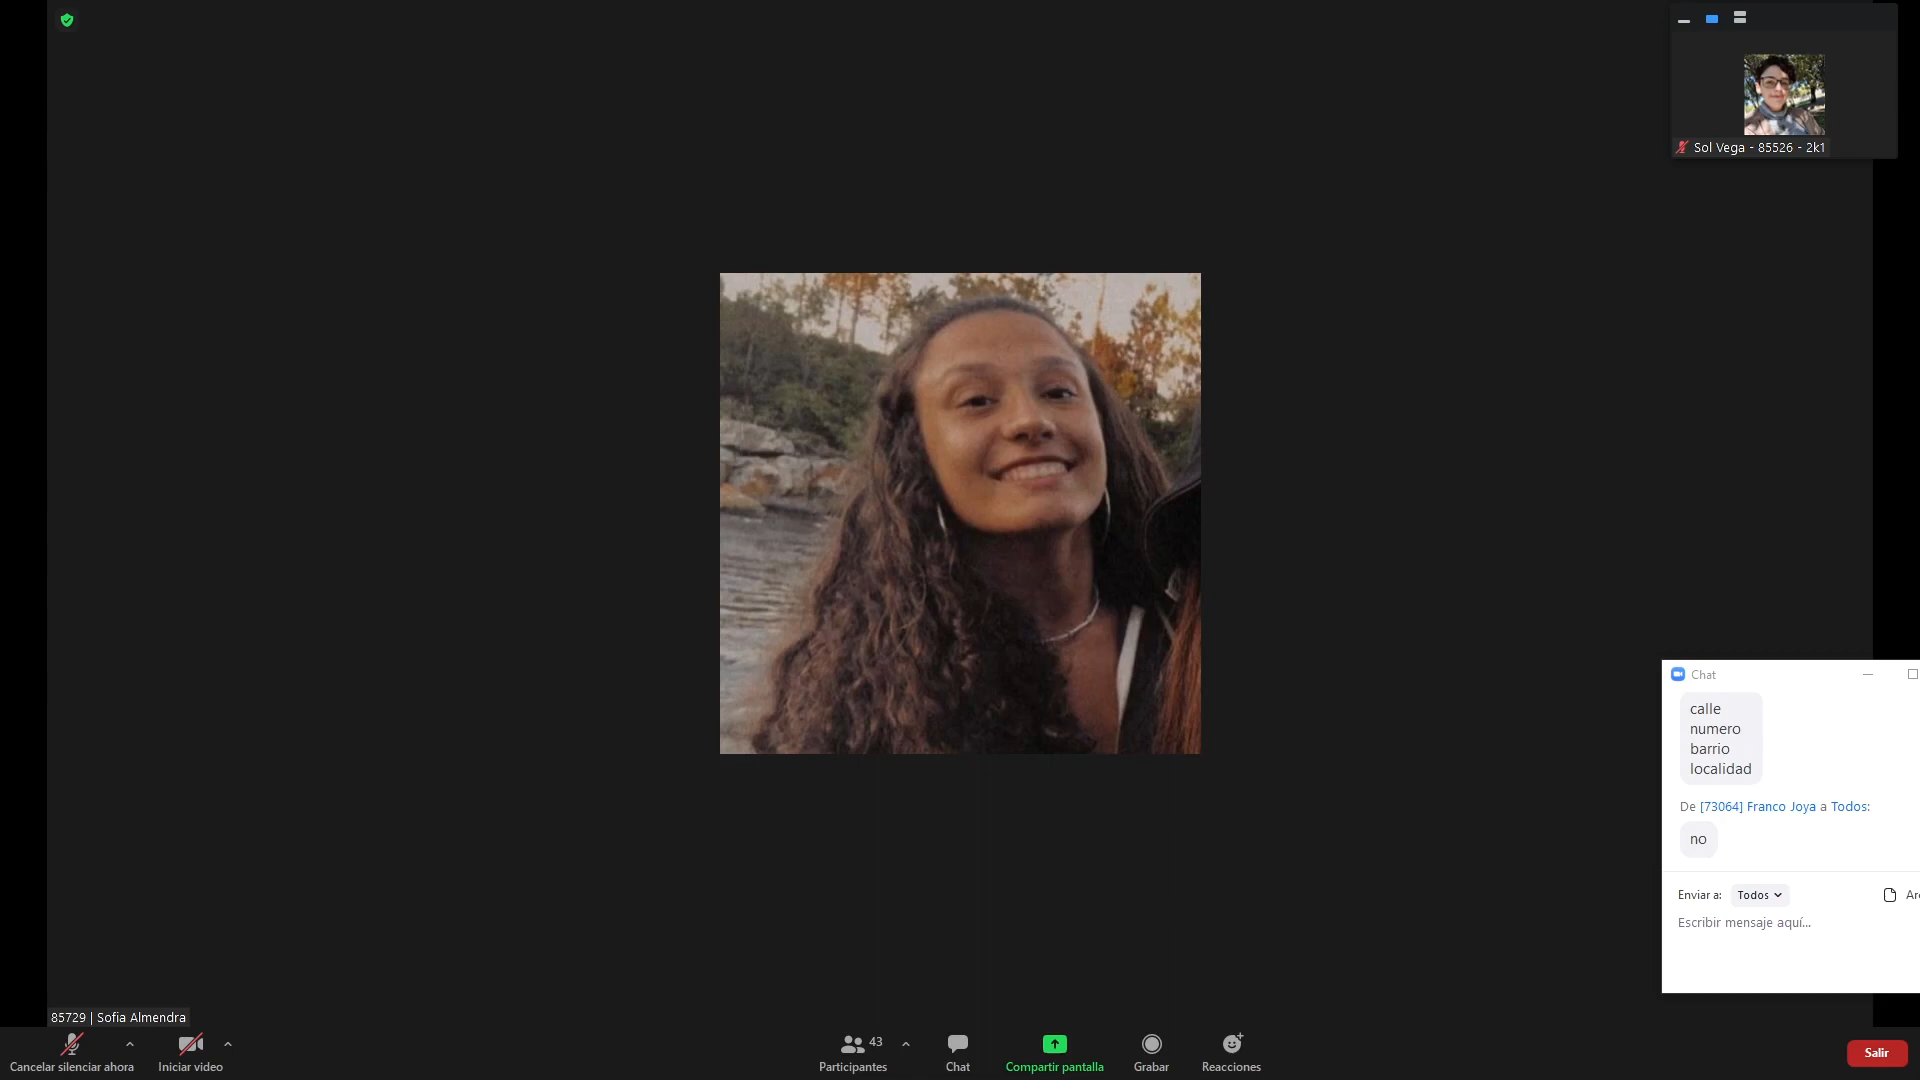 Sol Vega - 85526 - 2k1
Chat
calle
numero
barrio
localidad
De [73064] Franco Joya a Todos:
no
Enviar a: Todos
Escribir mensaje aquí...
85729 | Sofia Almendra
Cancelar silenciar ahora
Iniciar video
43
Participantes
Chat
Compartir pantalla
Grabar
Reacciones
Salir